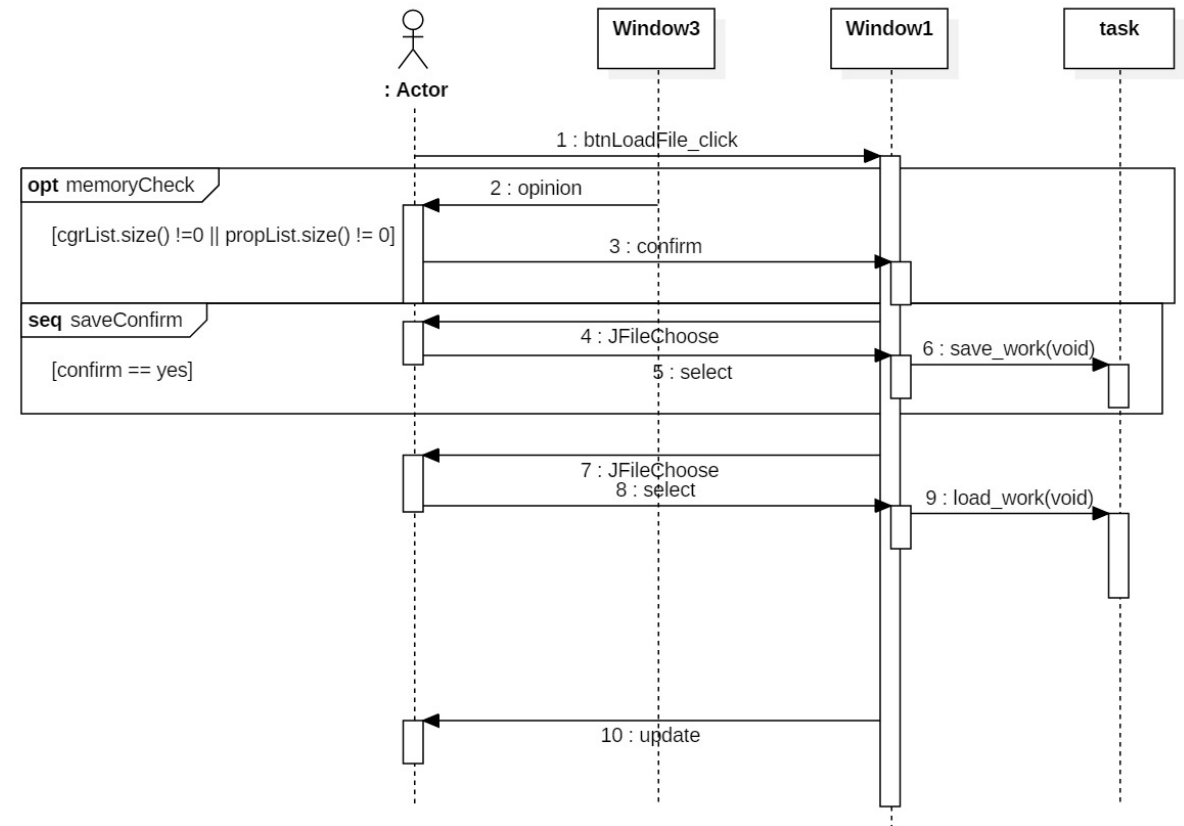 Window3
Window1
task
: Actor
1 : btnLoadFile_click
opt memoryCheck
2 : opinion
[cgrList.size() !=0 || propList.size() != 0]
3 : confirm
seq saveConfirm
4 : JFileChoose
6 : save_work(void)
[confirm == yes]
5 : select
7 : JFileChoose
8 : select
9 : load_work(void)
10 : update